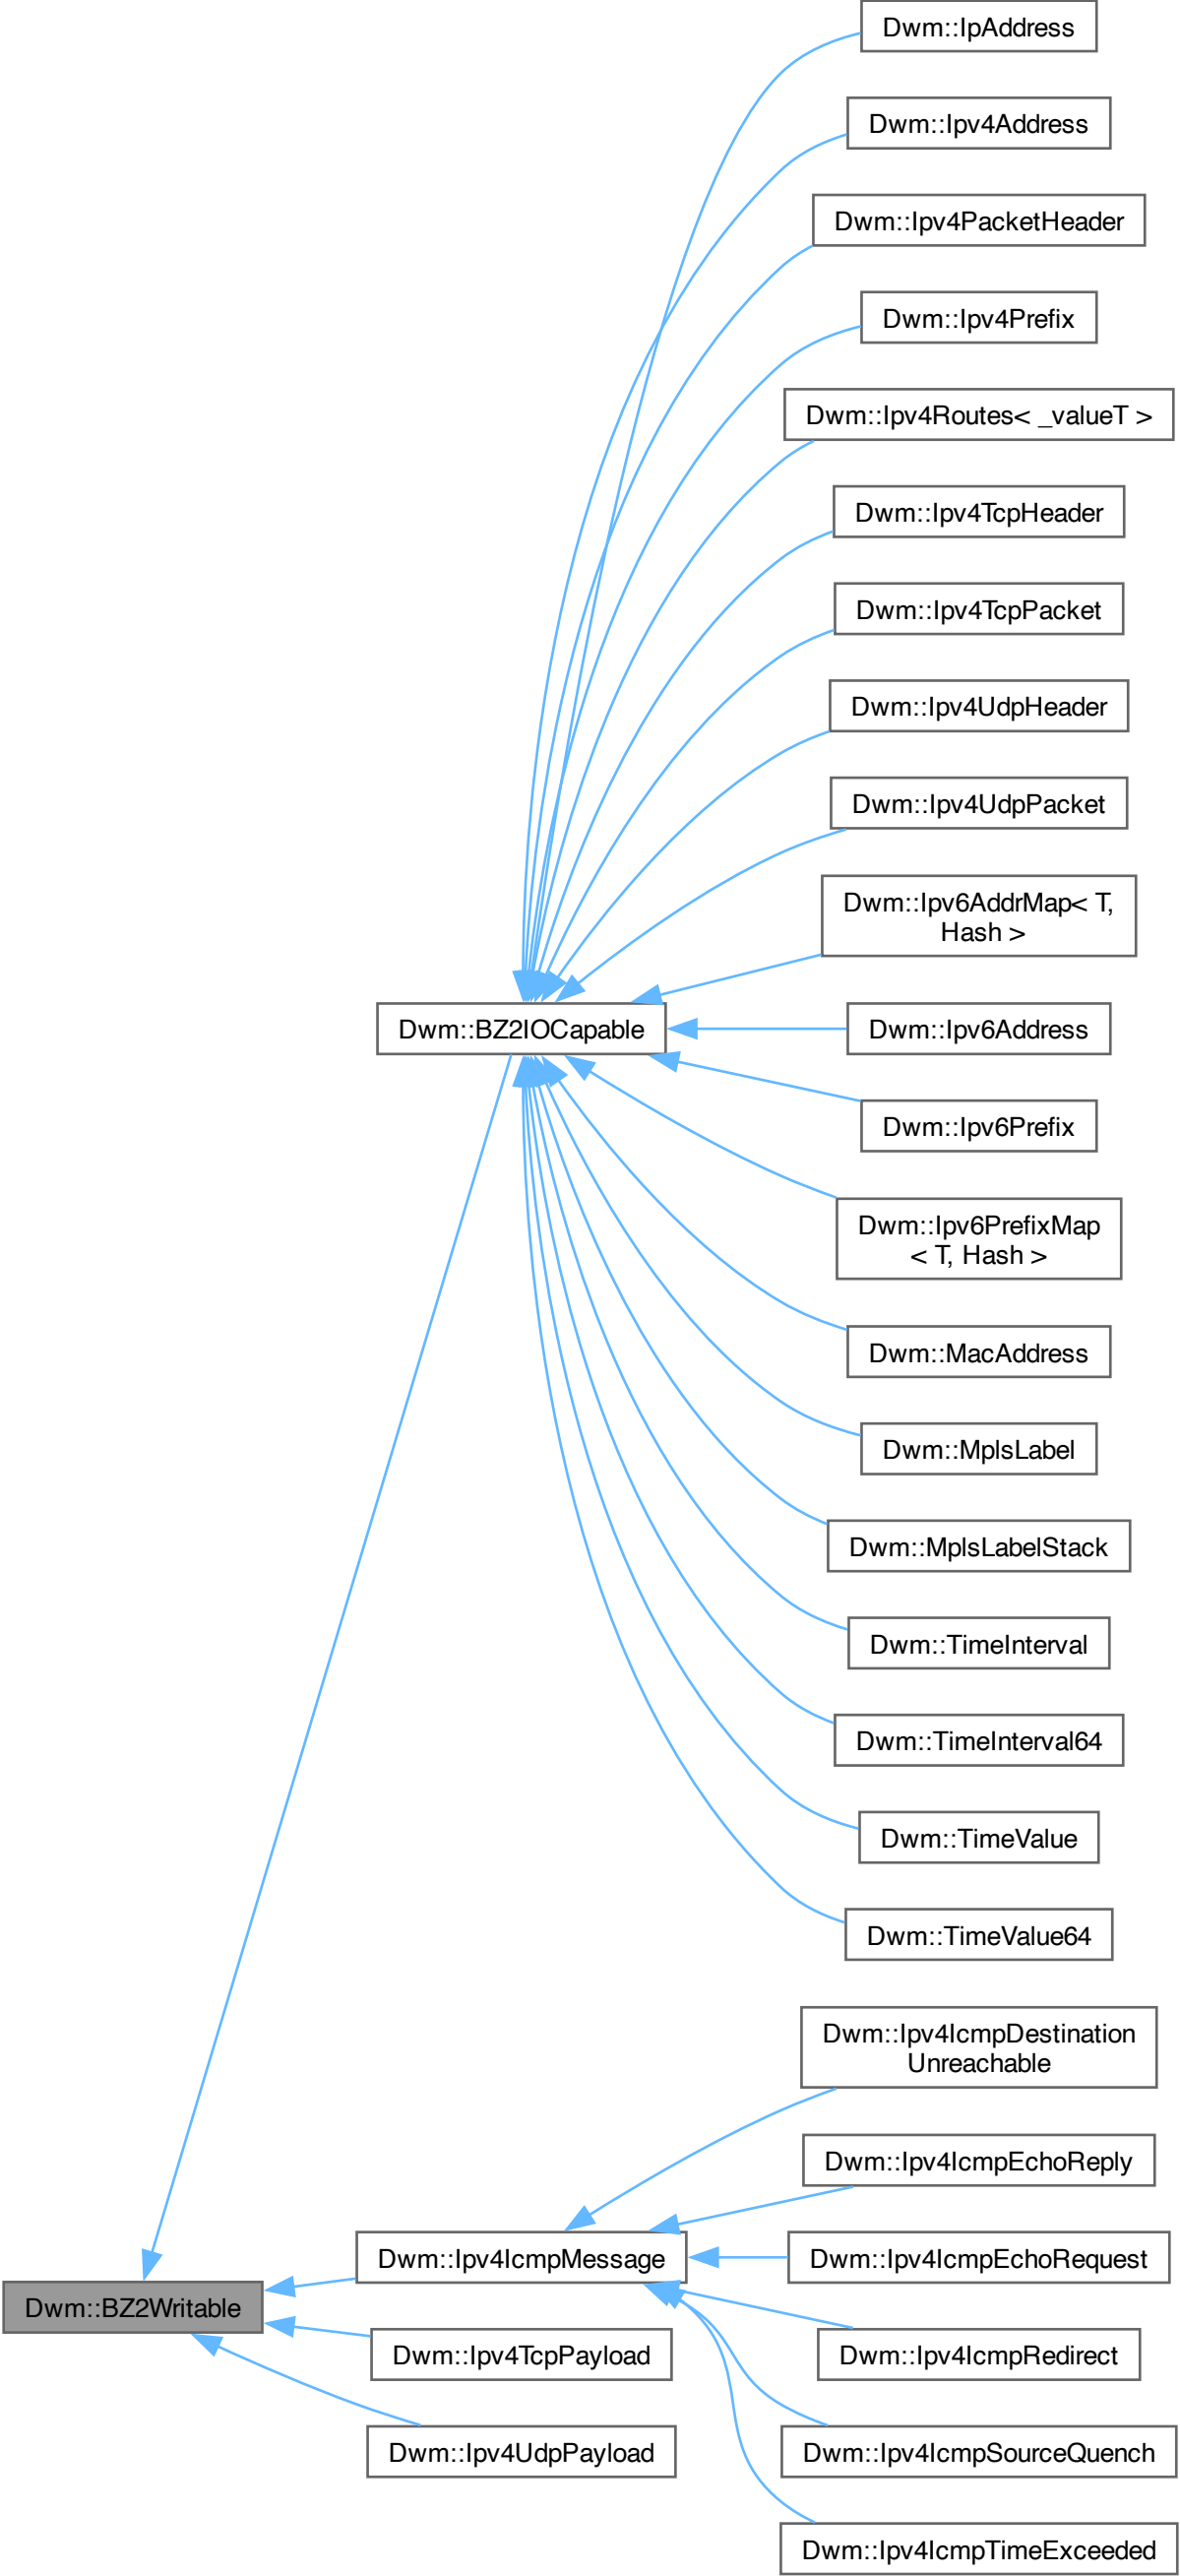 Dwm::IpAddress
Dwm::Ipv4Address
Dwm::Ipv4PacketHeader
Dwm::Ipv4Prefix
Dwm::Ipv4Routes< _valueT >
Dwm::Ipv4TcpHeader
Dwm::Ipv4TcpPacket
Dwm::Ipv4UdpHeader
Dwm::Ipv4UdpPacket
Dwm::Ipv6AddrMap< T,
Hash >
Dwm::BZ2IOCapable
Dwm::Ipv6Address
Dwm::Ipv6Prefix
Dwm::Ipv6PrefixMap
< T, Hash >
Dwm::MacAddress
Dwm::MplsLabel
Dwm::MplsLabelStack
Dwm::TimeInterval
Dwm::TimeInterval64
Dwm::TimeValue
Dwm::TimeValue64
Dwm::Ipv4IcmpDestination
Unreachable
Dwm::Ipv4IcmpEchoReply
Dwm::Ipv4IcmpMessage
Dwm::Ipv4IcmpEchoRequest
Dwm::BZ2Writable
Dwm::Ipv4TcpPayload
Dwm::Ipv4IcmpRedirect
Dwm::Ipv4UdpPayload
Dwm::Ipv4IcmpSourceQuench
Dwm::Ipv4IcmpTimeExceeded